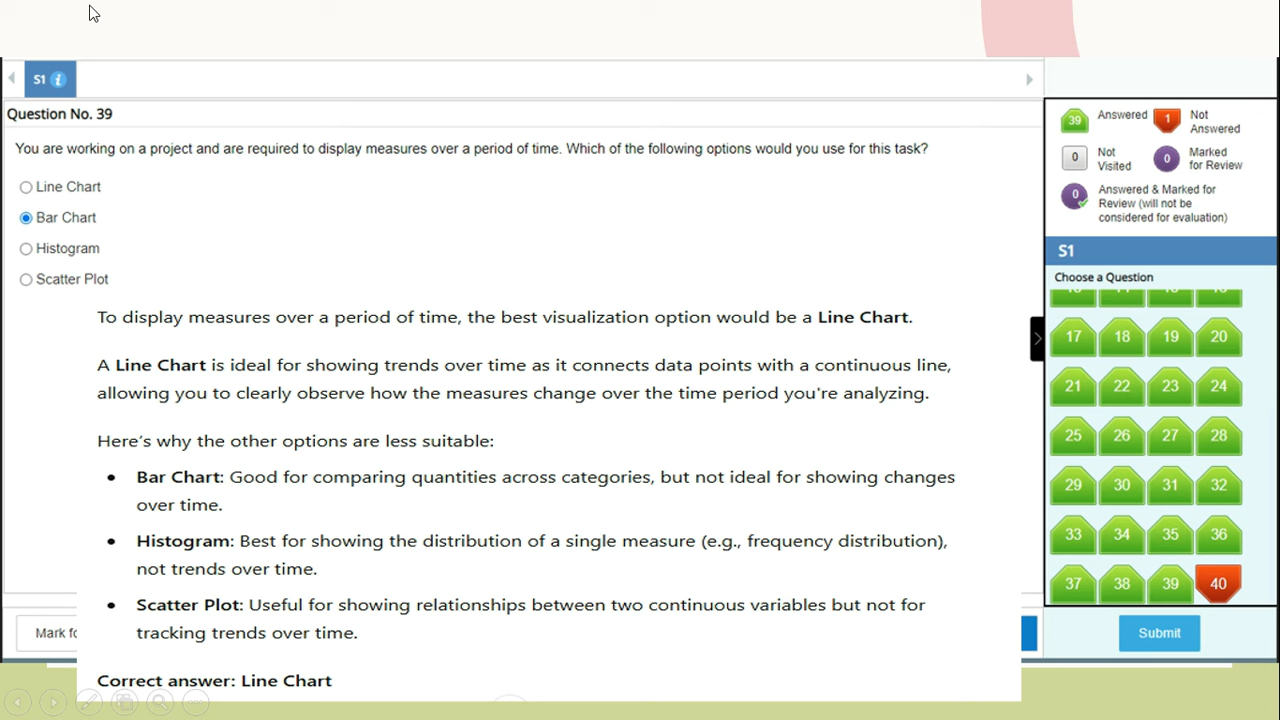 S1 i
Question No. 39
You are working on a project and are required to display measures over a period of time. Which of the following options would you use for this task?
Line Chart
Bar Chart
Histogram
Scatter Plot
To display measures over a period of time, the best visualization option would be a Line Chart.
A Line Chart is ideal for showing trends over time as it connects data points with a continuous line,
allowing you to clearly observe how the measures change over the time period you're analyzing.
Here's why the other options are less suitable:
• Bar Chart: Good for comparing quantities across categories, but not ideal for showing changes
over time.
• Histogram: Best for showing the distribution of a single measure (e.g., frequency distribution),
not trends over time.
• Scatter Plot: Useful for showing relationships between two continuous variables but not for
tracking trends over time.
Mark fo
Correct answer: Line Chart
39 Answered 1 Not
Answered
0 Not
Visited 0 Marked
for Review
0 Answered & Marked for
Review (will not be
considered for evaluation)
S1
Choose a Question
17 18 19 20
21 22 23 24
25 26 27 28
29 30 31 32
33 34 35 36
37 38 39 40
Submit